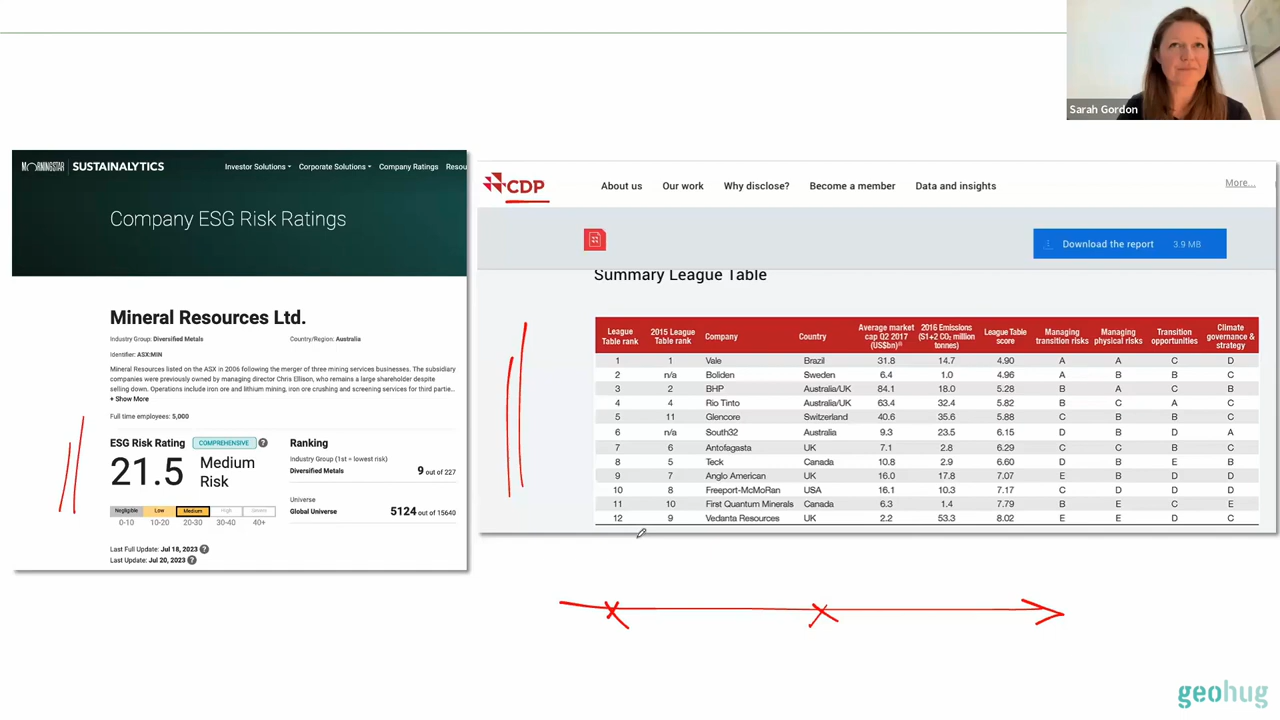 Sarah Gordon
MORNINGSTAR | SUSTAINALYTICS
Investor Solutions Corporate Solutions Company Ratings Resou
Company ESG Risk Ratings
Mineral Resources Ltd.
Industry Group: Diversified Metals Country/Region: Australia
Identifier: ASX:MIN
Mineral Resources listed on the ASX in 2006 following the merger of three mining services businesses. The subsidiary
companies were previously owned by managing director Chris Ellison, who remains a large shareholder despite
selling down. Operations include iron ore and lithium mining, iron ore crushing and screening services for third partie...
+ Show More
Full time employees: 5,000
ESG Risk Rating COMPREHENSIVE ?
21.5 Medium
Risk
Negligible Low Medium High Severe
0-10 10-20 20-30 30-40 40+
Last Full Update: Jul 18, 2023 ?
Last Update: Jul 20, 2023 ?
Ranking
Industry Group (1st = lowest risk)
Diversified Metals 9 out of 227
Universe
Global Universe 5124 out of 15640
CDP About us Our work Why disclose? Become a member Data and insights More...
Download the report 3.9 MB
Summary League Table
League Table rank 2015 League Table rank Company Country Average market cap Q2 2017 (US$bn) 2016 Emissions (S1+2 CO₂ million tonnes) League Table score Managing transition risks Managing physical risks Transition opportunities Climate governance & strategy
1 1 Vale Brazil 31.8 14.7 4.90 A A C D
2 n/a Boliden Sweden 6.4 1.0 4.96 A B B C
3 2 BHP Australia/UK 84.1 18.0 5.28 B A C B
4 4 Rio Tinto Australia/UK 63.4 32.4 5.82 B C A C
5 11 Glencore Switzerland 40.6 35.6 5.88 C B B C
6 n/a South32 Australia 9.3 23.5 6.15 D B D A
7 6 Antofagasta UK 7.1 2.8 6.29 C C B C
8 5 Teck Canada 10.8 2.9 6.60 D B E B
9 7 Anglo American UK 16.0 17.8 7.07 E B D B
10 8 Freeport-McMoRan USA 16.1 10.3 7.17 C D D D
11 10 First Quantum Minerals Canada 6.3 1.4 7.79 B E C E
12 9 Vedanta Resources UK 2.2 53.3 8.02 E E D C
geohug